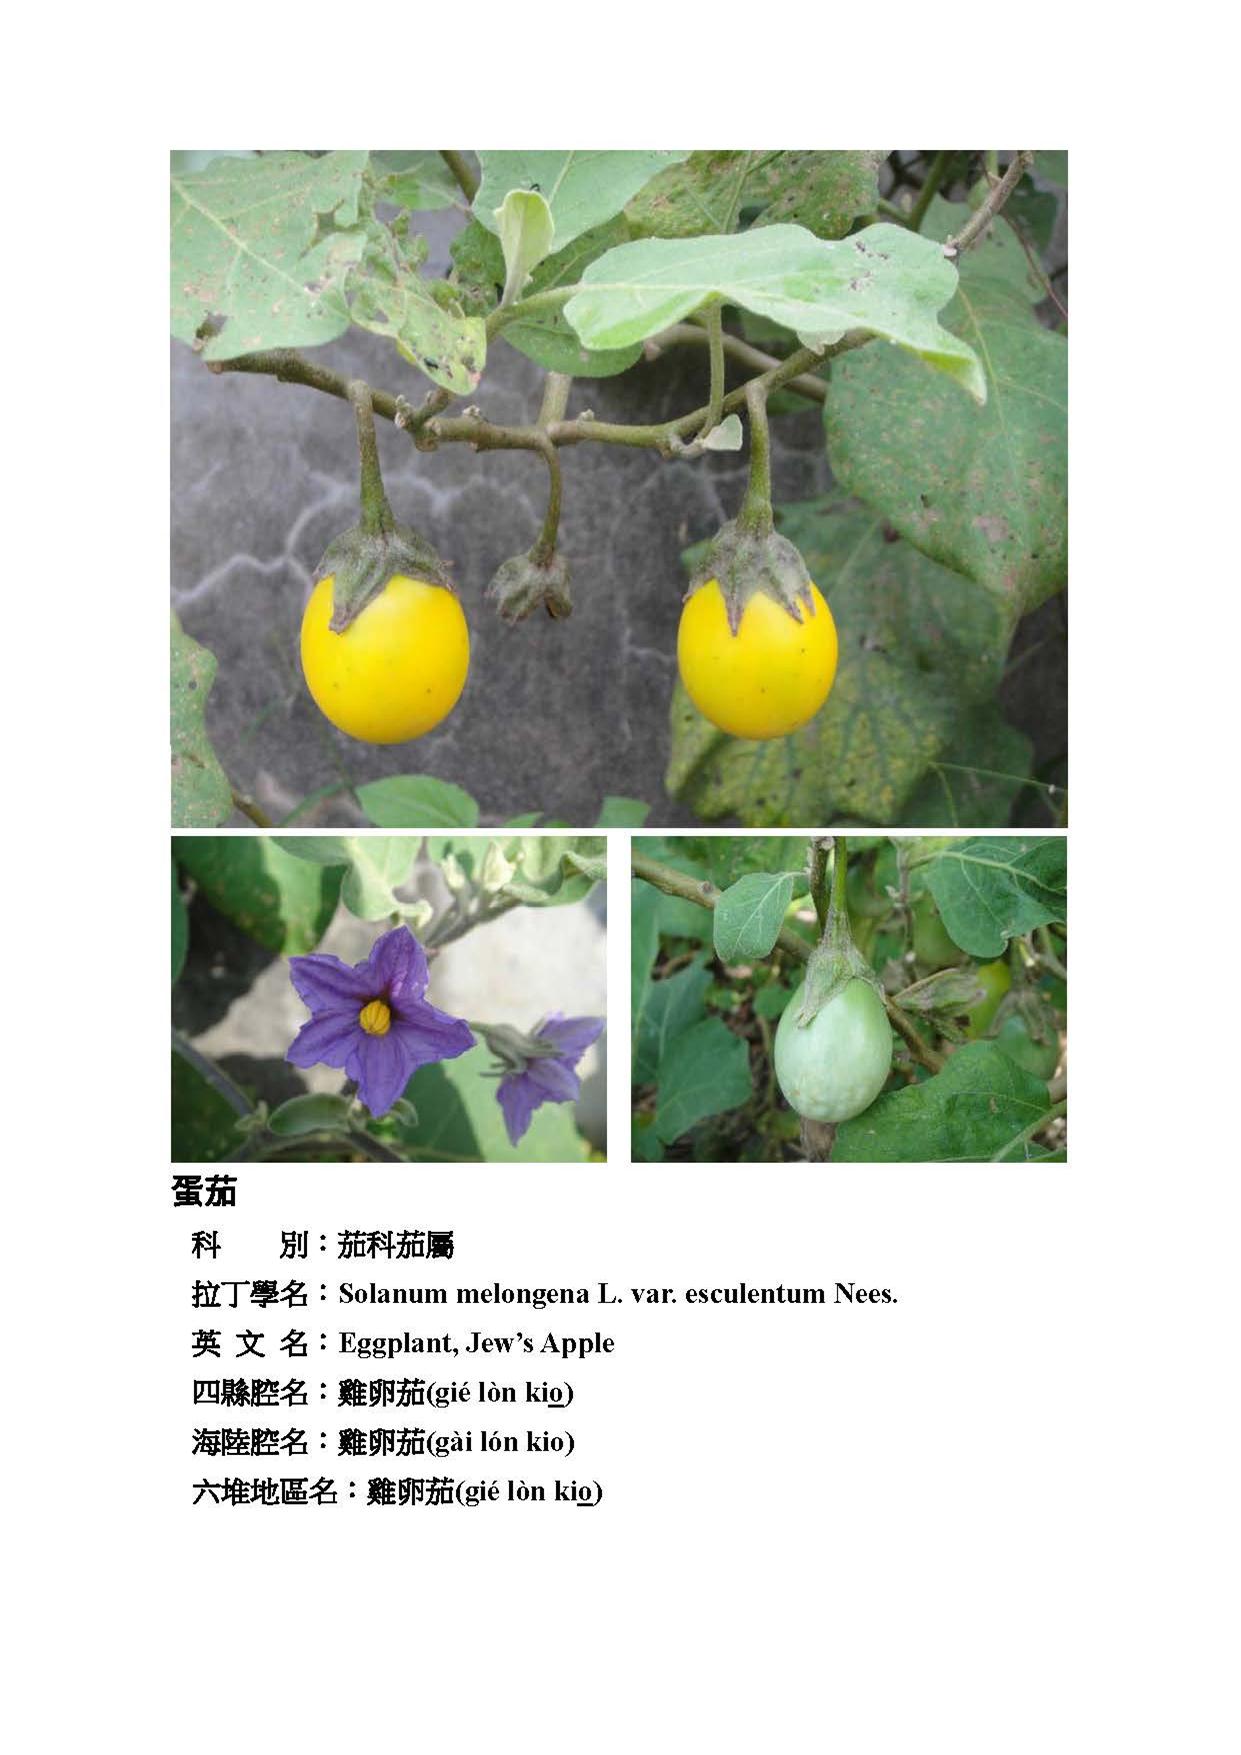 蛋茄
科　　別：茄科茄屬
拉丁學名：Solanum melongena L. var. esculentum Nees.
英 文 名：Eggplant, Jew’s Apple
四縣腔名：雞卵茄(gié lòn kio)
海陸腔名：雞卵茄(gài lón kio)
六堆地區名：雞卵茄(gié lòn kio)